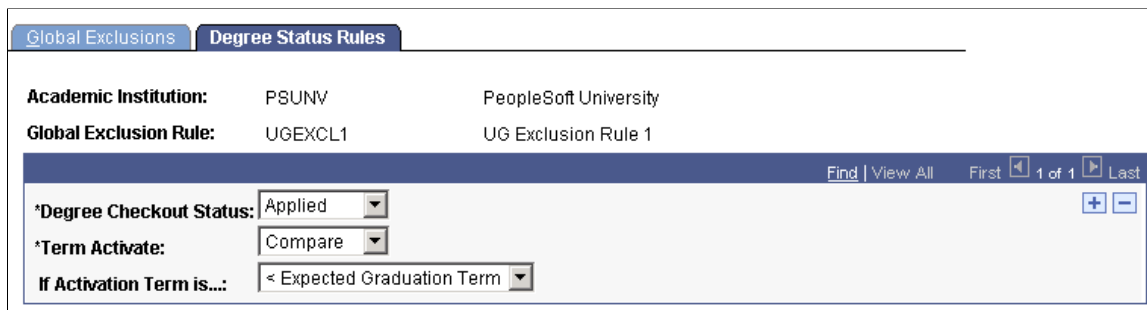 Global Exclusions Degree Status Rules
Academic Institution: PSUNV PeopleSoft University
Global Exclusion Rule: UGEXCL1 UG Exclusion Rule 1
Find | View All First 1 of 1 Last
*Degree Checkout Status: Applied
*Term Activate: Compare
If Activation Term is...: < Expected Graduation Term